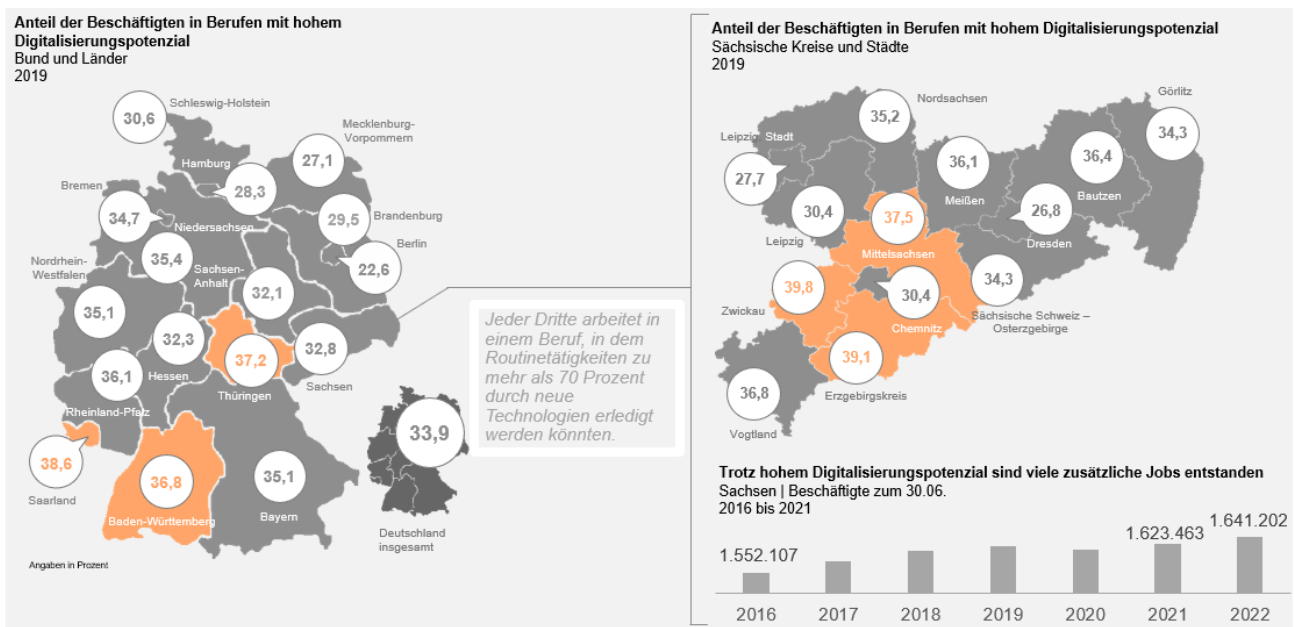 Anteil der Beschäftigten in Berufen mit hohem
Digitalisierungspotenzial
Bund und Länder
2019
Schleswig-Holstein
30,6
Mecklenburg-
Vorpommern
27,1
Hamburg
28,3
Bremen
34,7
Niedersachsen
35,4
29,5
Brandenburg
Berlin
22,6
Nordrhein-
Westfalen
35,1
Sachsen-
Anhalt
32,1
32,3
Hessen
37,2
Thüringen
32,8
Sachsen
36,1
Rheinland-Pfalz
38,6
Saarland
36,8
Baden-Württemberg
35,1
Bayern
Jeder Dritte arbeitet in
einem Beruf, in dem
Routinetätigkeiten zu
mehr als 70 Prozent
durch neue
Technologien erledigt
werden könnten.
33,9
Deutschland
insgesamt
Angaben in Prozent
Anteil der Beschäftigten in Berufen mit hohem Digitalisierungspotenzial
Sächsische Kreise und Städte
2019
Nordsachsen
35,2
Görlitz
34,3
Leipzig Stadt
27,7
36,1
Meißen
36,4
Bautzen
30,4
Leipzig
37,5
Mittelsachsen
26,8
Dresden
39,8
Zwickau
30,4
Chemnitz
34,3
Sächsische Schweiz –
Osterzgebirge
39,1
Erzgebirgskreis
36,8
Vogtland
Trotz hohem Digitalisierungspotenzial sind viele zusätzliche Jobs entstanden
Sachsen | Beschäftigte zum 30.06.
2016 bis 2021
1.552.107
1.623.463
1.641.202
2016 2017 2018 2019 2020 2021 2022